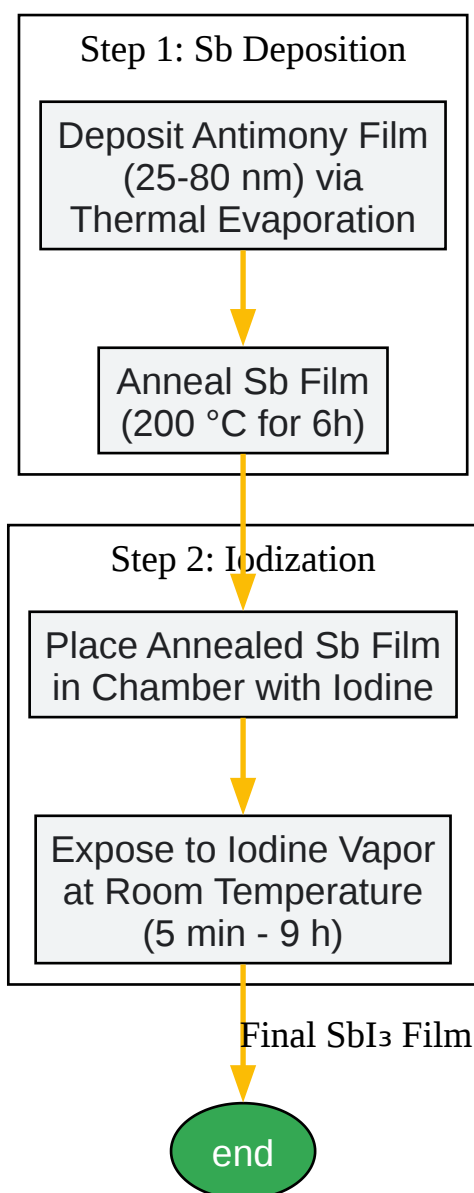 Step 1: Sb Deposition
Deposit Antimony Film
(25-80 nm) via
Thermal Evaporation
Anneal Sb Film
(200 °C for 6h)
Step 2: Iodization
Place Annealed Sb Film
in Chamber with Iodine
Expose to Iodine Vapor
at Room Temperature
(5 min - 9 h)
Final SbI₃ Film
end